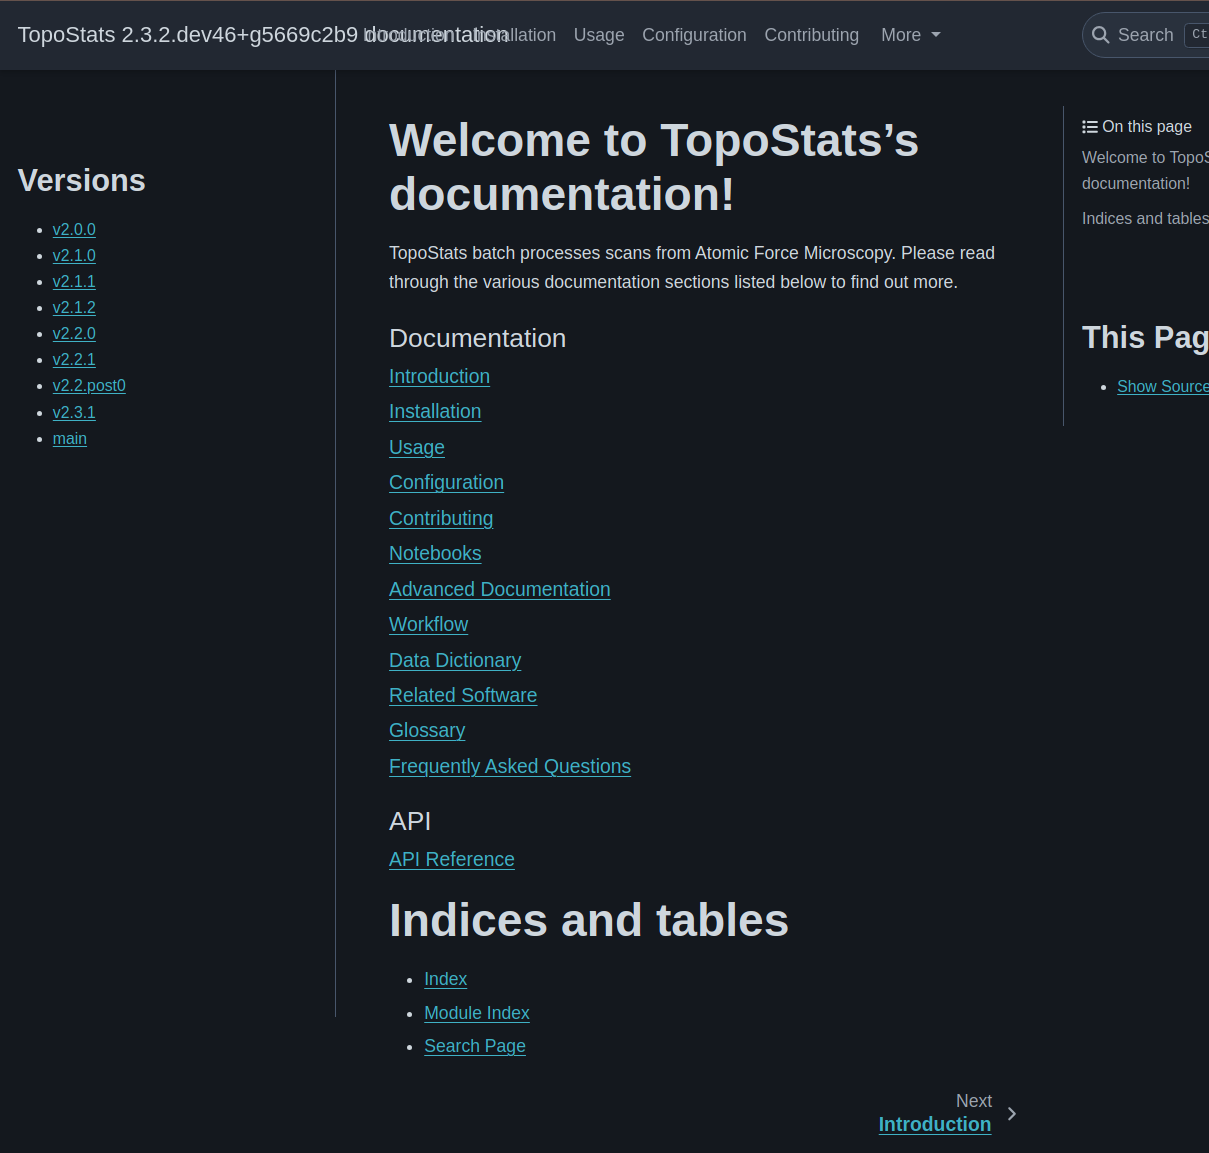 TopoStats 2.3.2.dev46+g5669c2b9 documentation
Introduction Installation Usage Configuration Contributing More
Search Ct
Versions
v2.0.0
v2.1.0
v2.1.1
v2.1.2
v2.2.0
v2.2.1
v2.2.post0
v2.3.1
main
Welcome to TopoStats’s
documentation!
TopoStats batch processes scans from Atomic Force Microscopy. Please read
through the various documentation sections listed below to find out more.
Documentation
Introduction
Installation
Usage
Configuration
Contributing
Notebooks
Advanced Documentation
Workflow
Data Dictionary
Related Software
Glossary
Frequently Asked Questions
API
API Reference
Indices and tables
Index
Module Index
Search Page
Next
Introduction
On this page
Welcome to TopoS
documentation!
Indices and tables
This Pag
Show Source